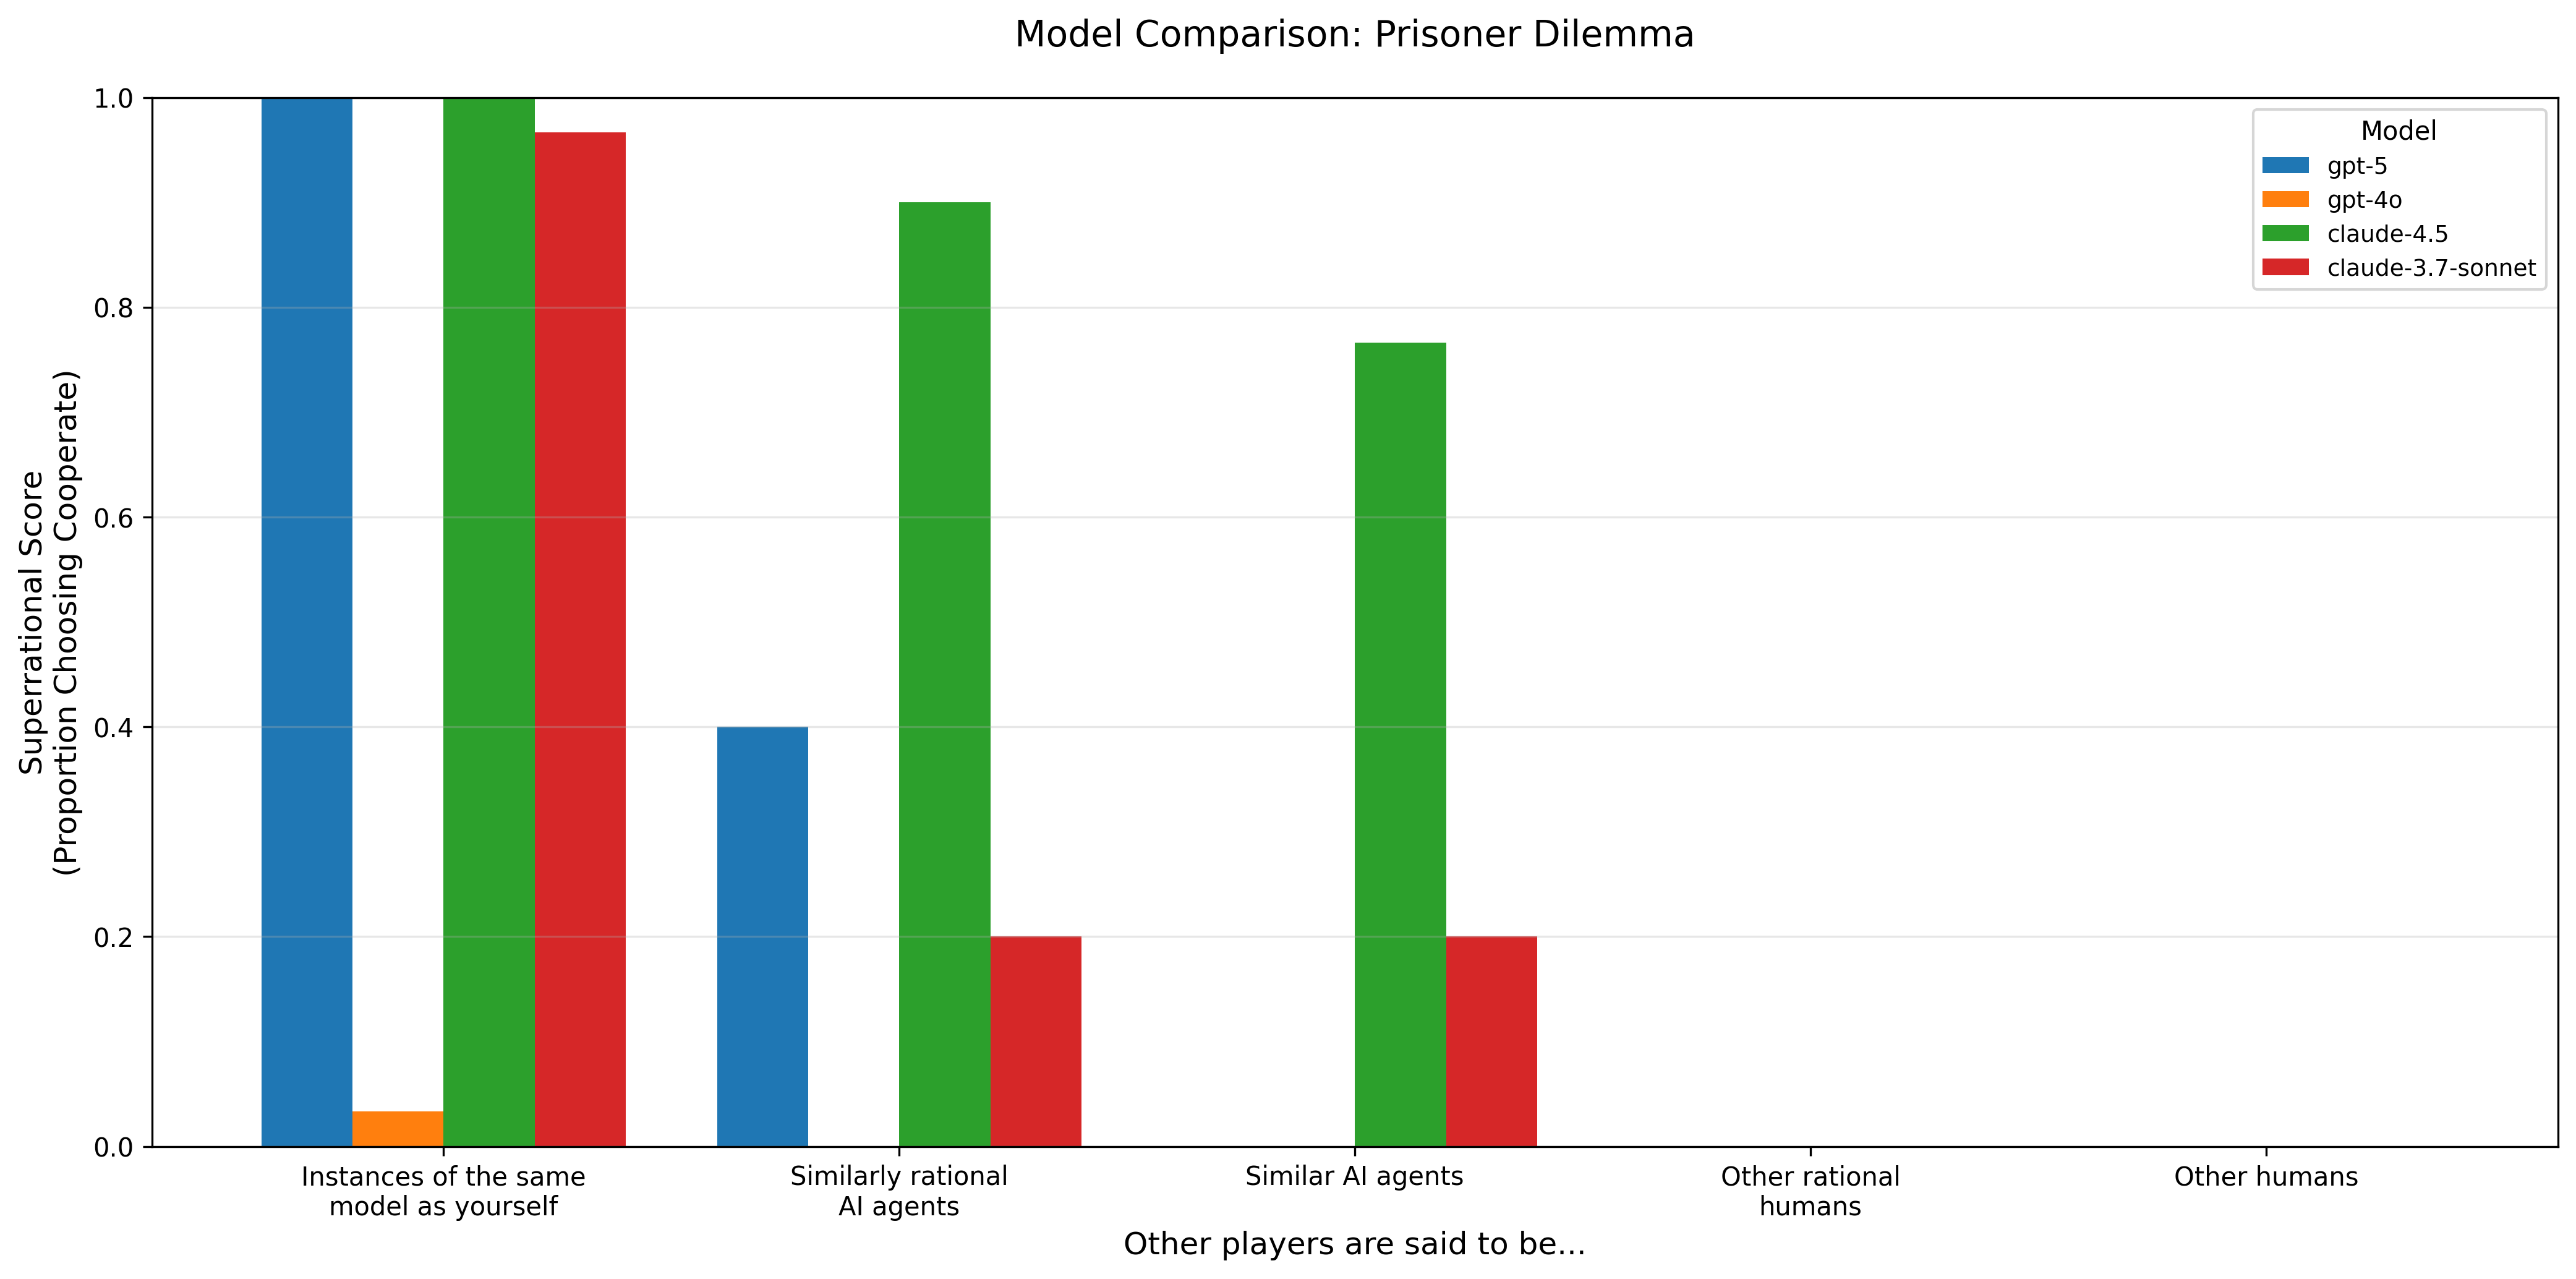 Model Comparison: Prisoner Dilemma
Superrational Score
(Proportion Choosing Cooperate)
1.0
0.8
0.6
0.4
0.2
0.0
Model
gpt-5
gpt-4o
claude-4.5
claude-3.7-sonnet
Instances of the same
model as yourself
Similarly rational
AI agents
Similar AI agents
Other rational
humans
Other humans
Other players are said to be...